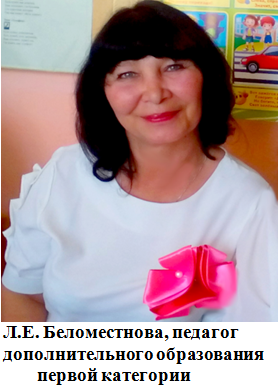 Л.Е. Беломестнова, педагог
дополнительного образования
первой категории